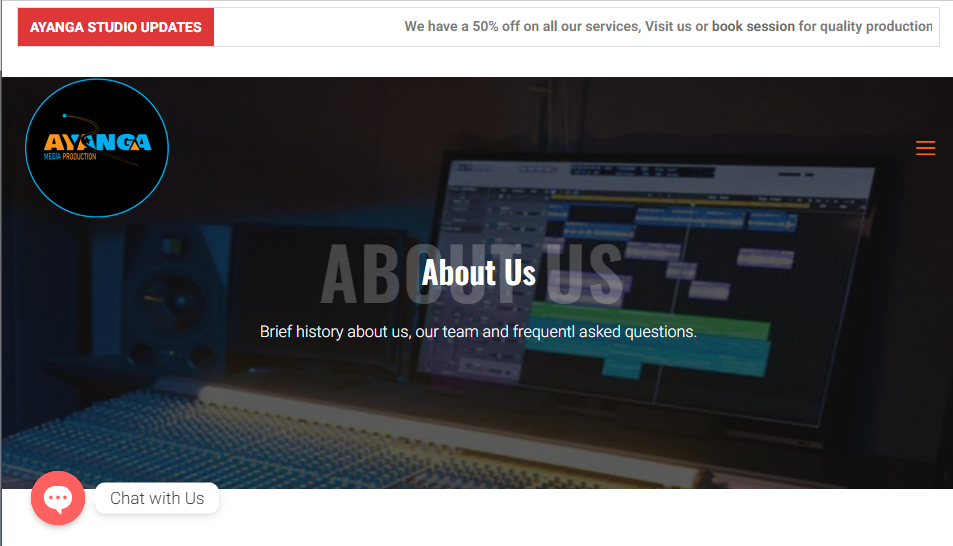 AYANGA STUDIO UPDATES We have a 50% off on all our services, Visit us or book session for quality production
AYANGA
MEDIA PRODUCTION
ABOUT US
About Us
Brief history about us, our team and frequentl asked questions.
Chat with Us